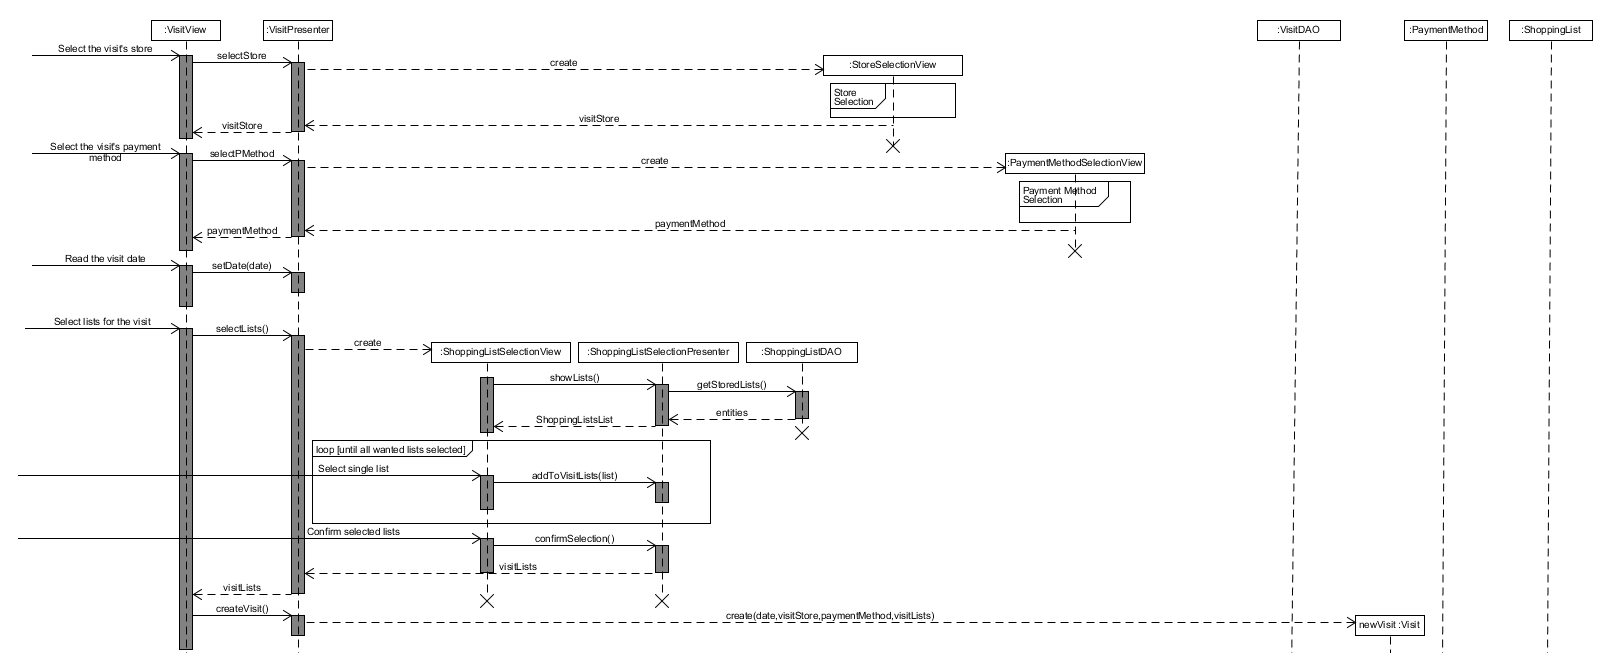 :VisitView
:VisitPresenter
:VisitDAO
:PaymentMethod
:ShoppingList
Select the visit's store
selectStore
create
:StoreSelectionView
Store
Selection
visitStore
visitStore
Select the visit's payment
method
selectPMethod
create
:PaymentMethodSelectionView
Payment Method
Selection
paymentMethod
paymentMethod
Read the visit date
setDate(date)
Select lists for the visit
selectLists()
create
:ShoppingListSelectionView
:ShoppingListSelectionPresenter
:ShoppingListDAO
showLists()
getStoredLists()
entities
ShoppingListsList
loop [until all wanted lists selected]
Select single list
addToVisitLists(list)
Confirm selected lists
confirmSelection()
visitLists
visitLists
createVisit()
create(date,visitStore,paymentMethod,visitLists)
newVisit :Visit